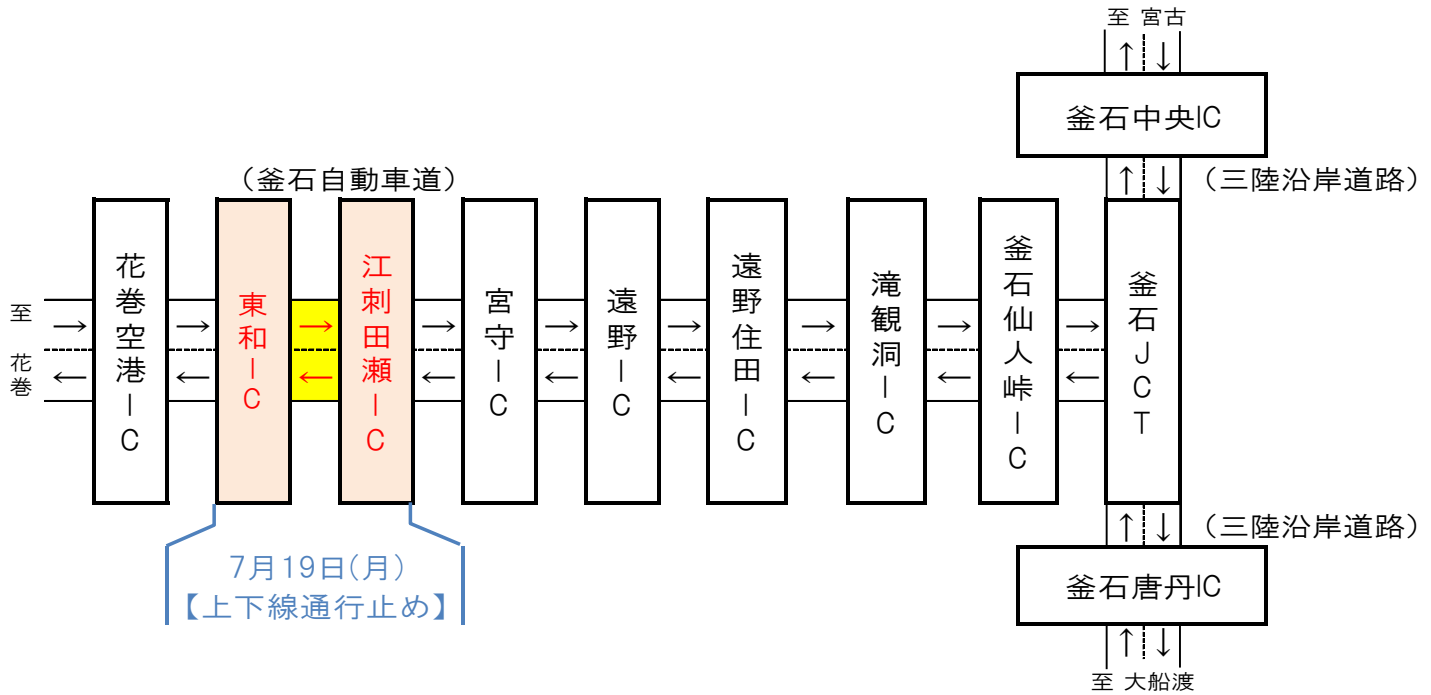 至 宮古
↑ ↓
釜石中央IC
↑ ↓
(三陸沿岸道路)
(釜石自動車道)
至 花巻
→
←
花巻空港IC
→
←
東和IC
→
←
江刺田瀬IC
→
←
宮守IC
→
←
遠野IC
→
←
遠野住田IC
→
←
滝観洞IC
→
←
釜石仙人峠IC
→
←
釜石JCT
7月19日(月)
【上下線通行止め】
↑ ↓
(三陸沿岸道路)
釜石唐丹IC
↑ ↓
至 大船渡